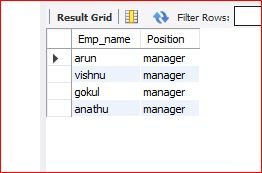 Result Grid Filter Rows:
Emp_name Position
arun manager
vishnu manager
gokul manager
anathu manager